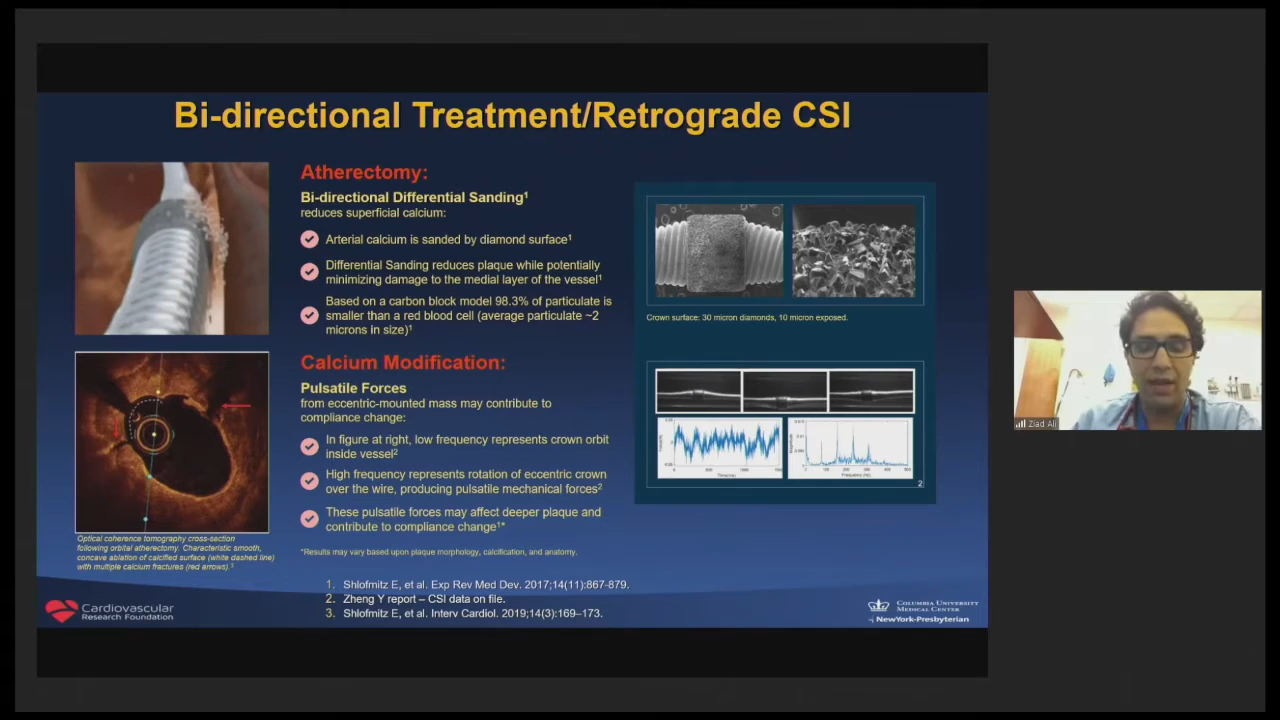 Bi-directional Treatment/Retrograde CSI
Atherectomy:
Bi-directional Differential Sanding¹
reduces superficial calcium:
Arterial calcium is sanded by diamond surface¹
Differential Sanding reduces plaque while potentially
minimizing damage to the medial layer of the vessel¹
Based on a carbon block model 98.3% of particulate is
smaller than a red blood cell (average particulate ~2
microns in size)¹
Calcium Modification:
Pulsatile Forces
from eccentric-mounted mass may contribute to
compliance change:
In figure at right, low frequency represents crown orbit
inside vessel²
High frequency represents rotation of eccentric crown
over the wire, producing pulsatile mechanical forces²
These pulsatile forces may affect deeper plaque and
contribute to compliance change¹*
*Results may vary based upon plaque morphology, calcification, and anatomy.
Optical coherence tomography cross-section
following orbital atherectomy. Characteristic smooth,
concave ablation of calcified surface (white dashed line)
with multiple calcium fractures (red arrows).³
1. Shlofmitz E, et al. Exp Rev Med Dev. 2017;14(11):867-879.
2. Zheng Y report – CSI data on file.
3. Shlofmitz E, et al. Interv Cardiol. 2019;14(3):169–173.
Crown surface: 30 micron diamonds, 10 micron exposed.
Frequency (Hz)
2
Cardiovascular
Research Foundation
COLUMBIA UNIVERSITY
MEDICAL CENTER
NewYork-Presbyterian
Ziad Ali